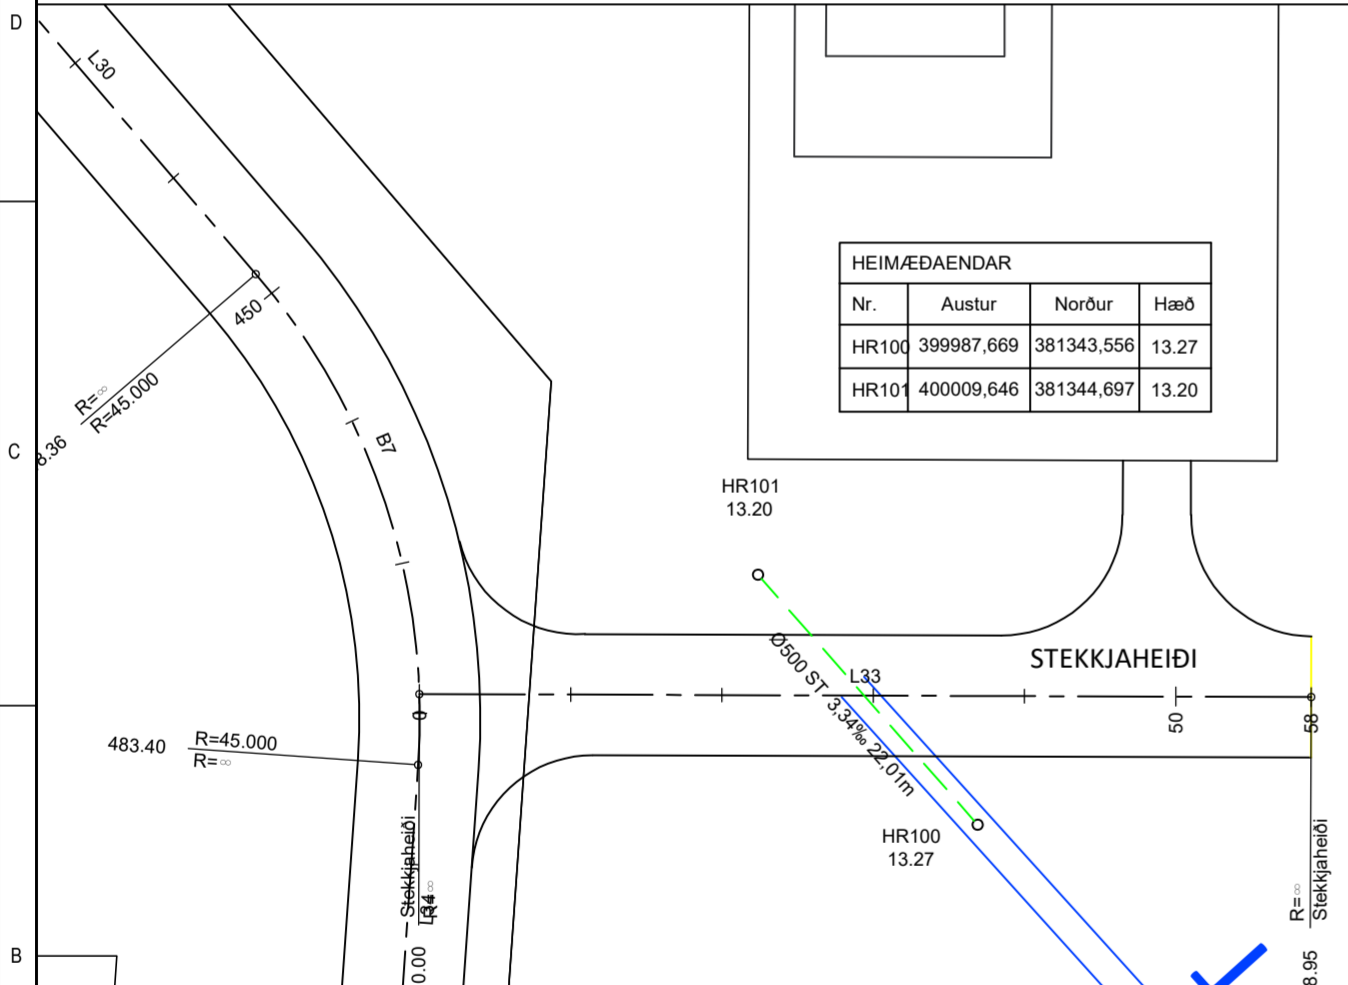 D
L30
HEIMÆÐAENDAR
Nr. Austur Norður Hæð
HR100 399987,669 381343,556 13.27
HR101 400009,646 381344,697 13.20
450
R=∞
R=45.000
8.36
B7
C
HR101
13.20
STEKKJAHEIÐI
L33
Ø500 ST 3,34‰ 22,01m
0
50
58
483.40
R=45.000
R=∞
HR100
13.27
Stekkjaheiði
L34
R=∞
R=∞
Stekkjaheiði
B
0.00
8.95